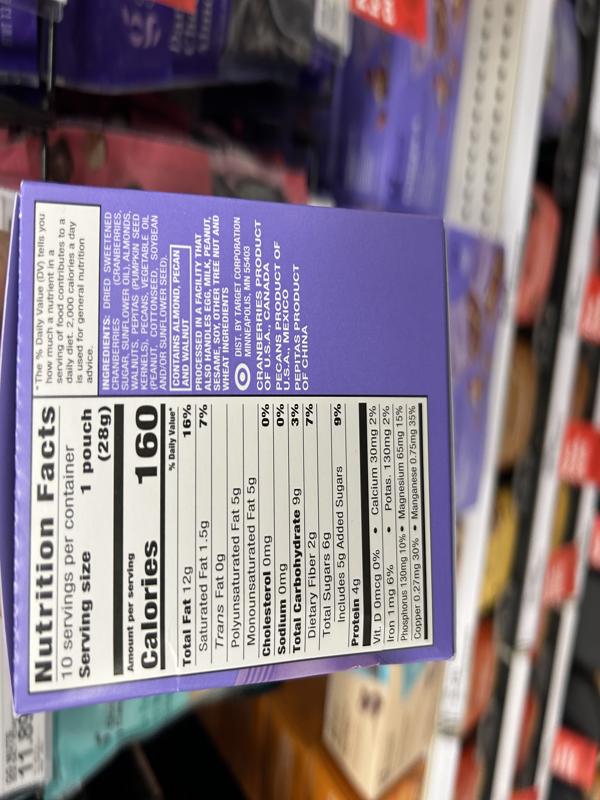 Nutrition Facts
10 servings per container
Serving size 1 pouch
(28g)
Amount per serving
Calories 160
% Daily Value*
Total Fat 12g 16%
Saturated Fat 1.5g 7%
Trans Fat 0g
Polyunsaturated Fat 5g
Monounsaturated Fat 5g
Cholesterol 0mg 0%
Sodium 0mg 0%
Total Carbohydrate 9g 3%
Dietary Fiber 2g 7%
Total Sugars 6g
Includes 5g Added Sugars 9%
Protein 4g
Vit. D 0mcg 0% • Calcium 30mg 2%
Iron 1mg 6% • Potas. 130mg 2%
Phosphorus 130mg 10% • Magnesium 65mg 15%
Copper 0.27mg 30% • Manganese 0.75mg 35%
*The % Daily Value (DV) tells you
how much a nutrient in a
serving of food contributes to a
daily diet. 2,000 calories a day
is used for general nutrition
advice.
INGREDIENTS: DRIED SWEETENED
CRANBERRIES (CRANBERRIES,
SUGAR, SUNFLOWER OIL), ALMONDS,
WALNUTS, PEPITAS (PUMPKIN SEED
KERNELS), PECANS, VEGETABLE OIL
(PEANUT, COTTONSEED, SOYBEAN
AND/OR SUNFLOWER SEED).
CONTAINS ALMOND, PECAN
AND WALNUT
PROCESSED IN A FACILITY THAT
ALSO HANDLES EGG, MILK, PEANUT,
SESAME, SOY, OTHER TREE NUT AND
WHEAT INGREDIENTS
DIST. BY TARGET CORPORATION
MINNEAPOLIS, MN 55403
CRANBERRIES PRODUCT
OF U.S.A., CANADA
PECANS PRODUCT OF
U.S.A., MEXICO
PEPITAS PRODUCT
OF CHINA
11.89